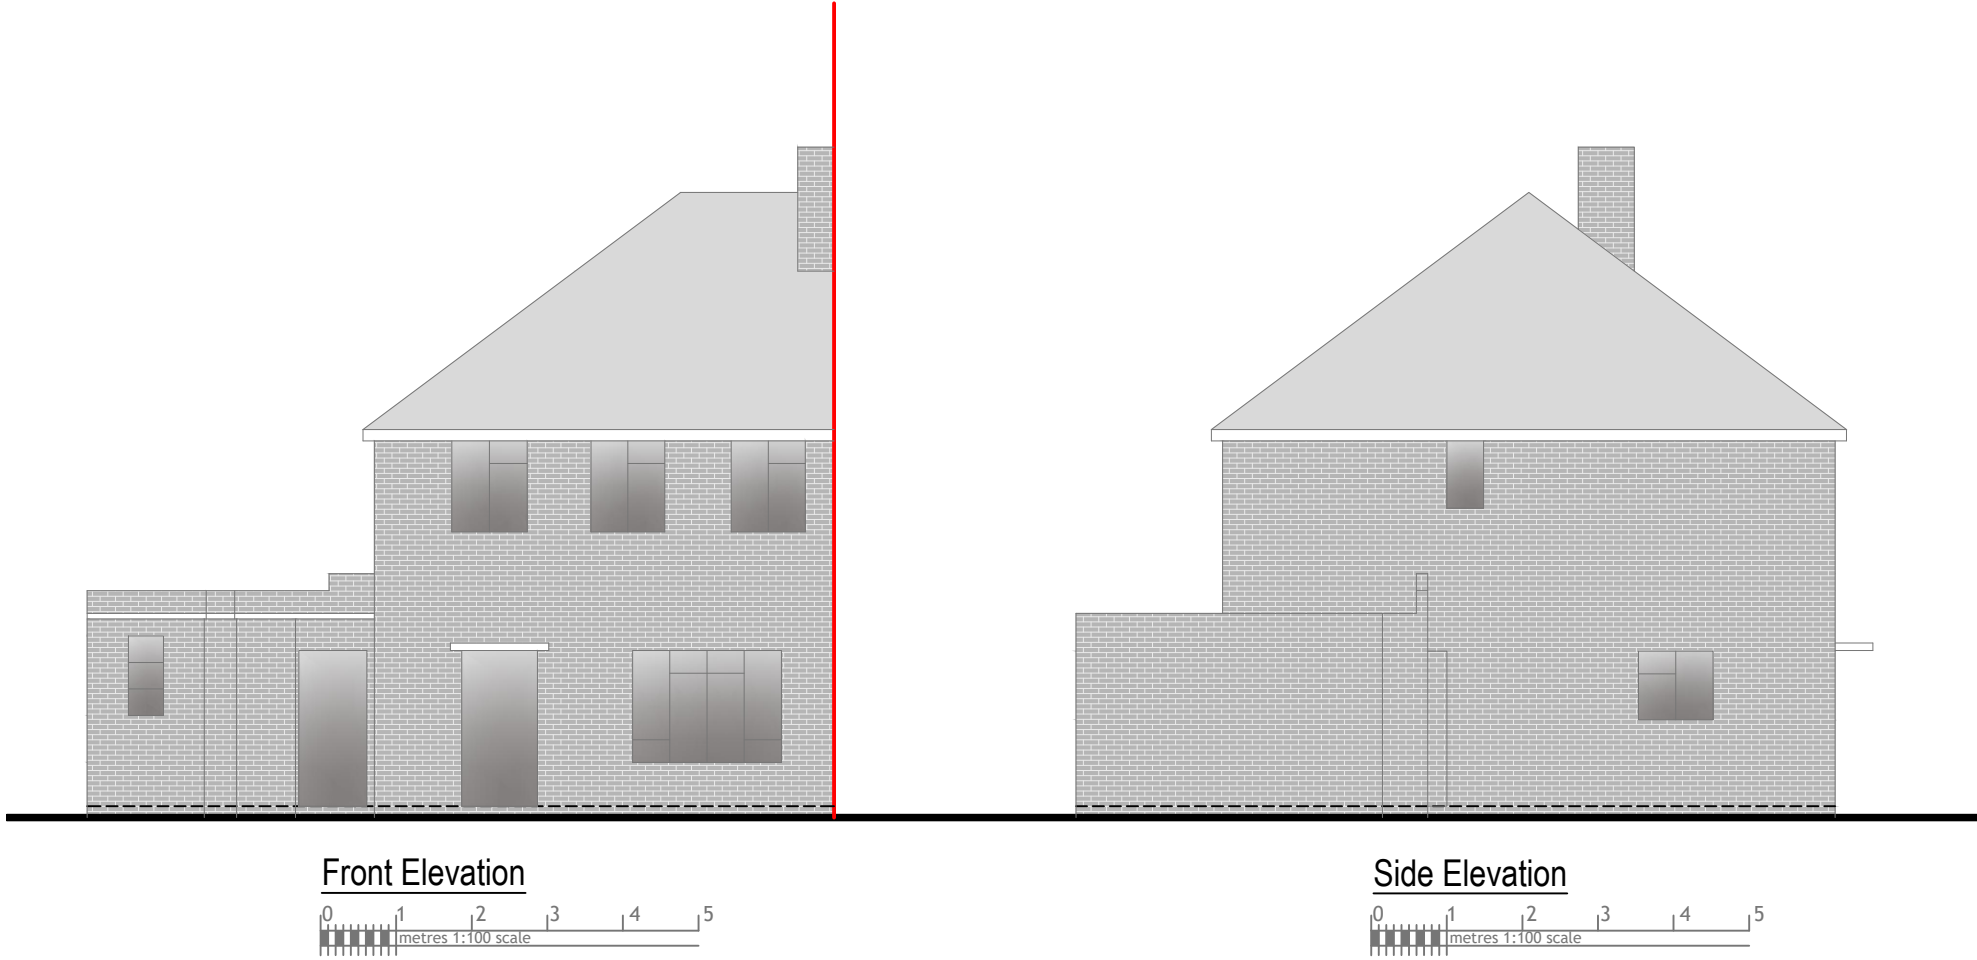 Front Elevation
0 1 2 3 4 5
metres 1:100 scale
Side Elevation
0 1 2 3 4 5
metres 1:100 scale